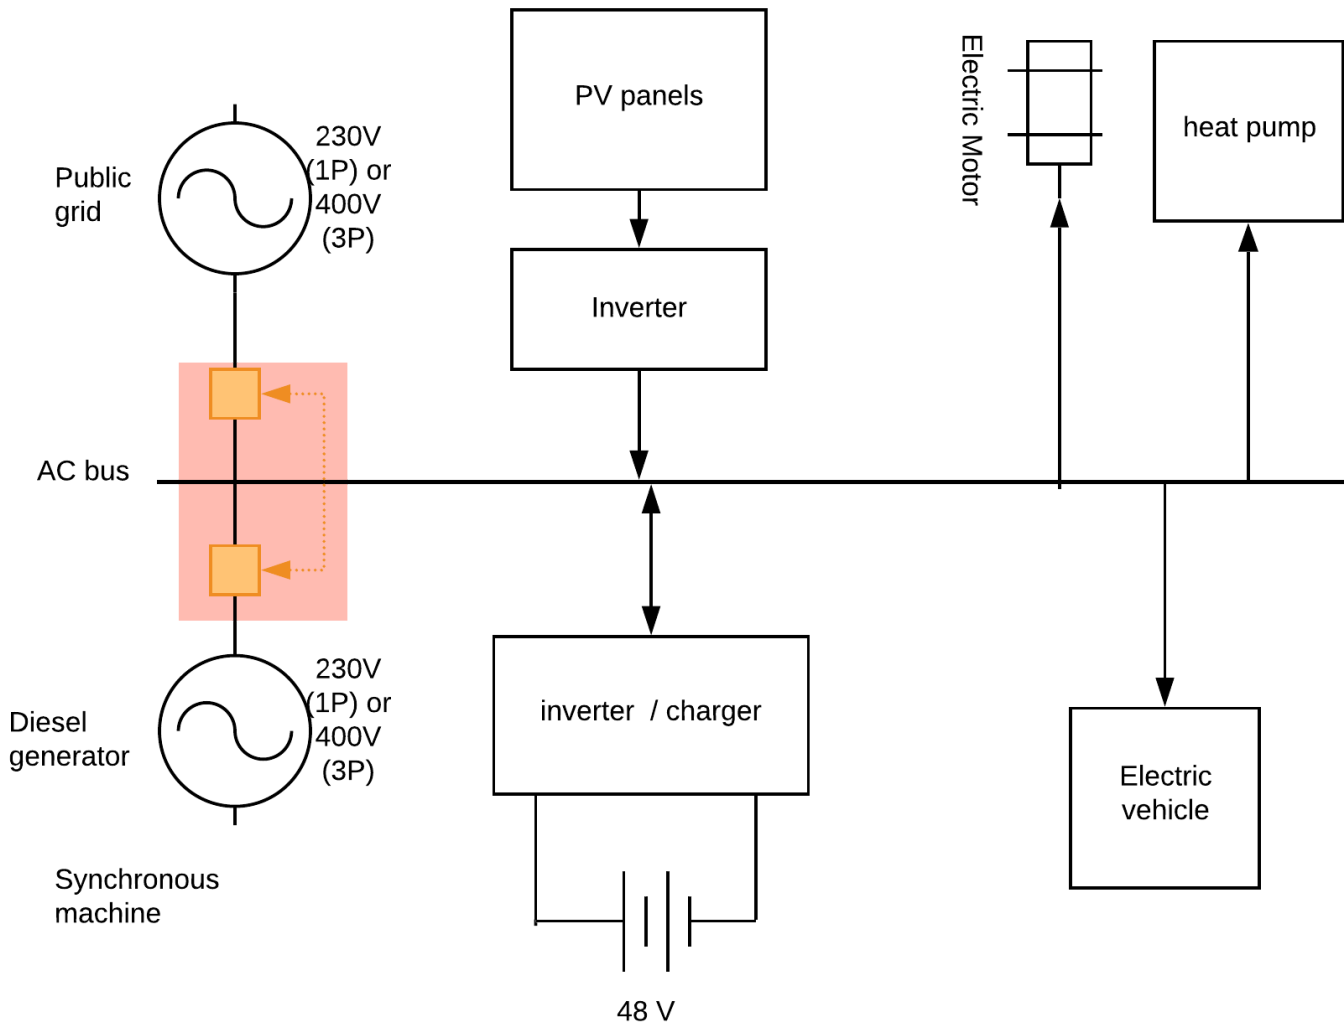 PV panels
Electric Motor
heat pump
230V
(1P) or
400V
(3P)
Public
grid
Inverter
AC bus
230V
(1P) or
400V
(3P)
Diesel
generator
inverter / charger
Electric
vehicle
Synchronous
machine
48 V